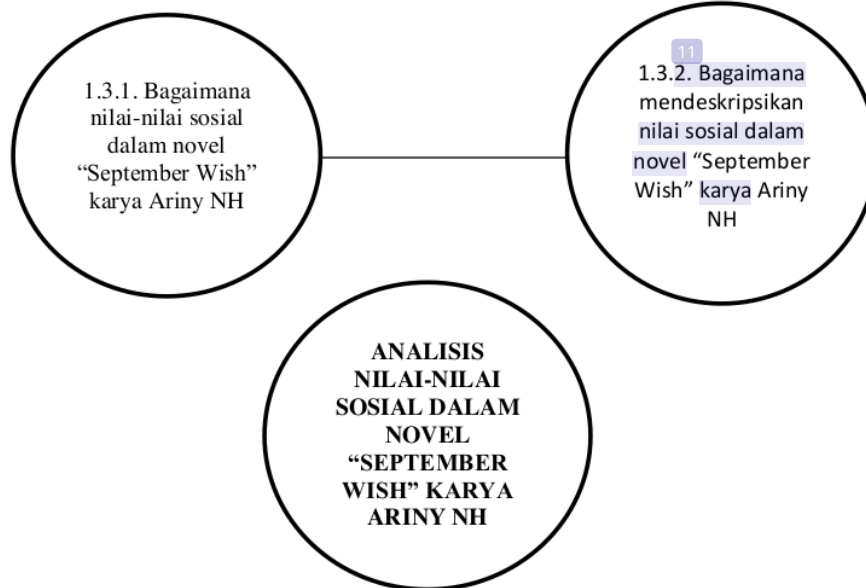 1.3.1. Bagaimana
nilai-nilai sosial
dalam novel
“September Wish”
karya Ariny NH
11
1.3.2. Bagaimana
mendeskripsikan
nilai sosial dalam
novel “September
Wish” karya Ariny
NH
ANALISIS
NILAI-NILAI
SOSIAL DALAM
NOVEL
“SEPTEMBER
WISH” KARYA
ARINY NH